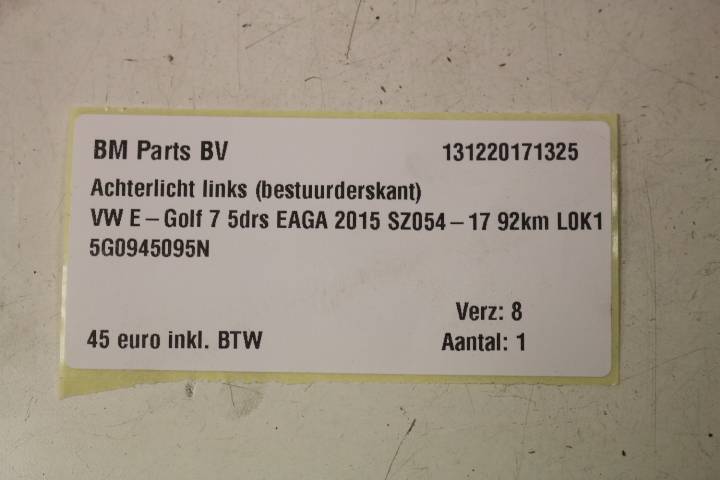 BM Parts BV 131220171325
Achterlicht links (bestuurderskant)
VW E-Golf 7 5drs EAGA 2015 SZ054-17 92km L0K1
5G0945095N
Verz: 8
45 euro inkl. BTW Aantal: 1